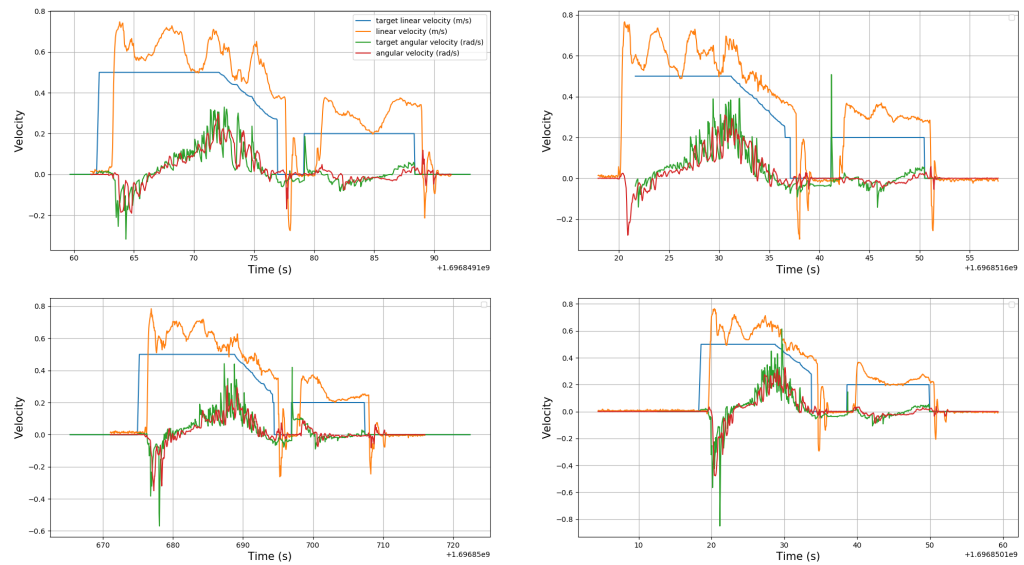 target linear velocity (m/s)
linear velocity (m/s)
target angular velocity (rad/s)
angular velocity (rad/s)
0.8
0.6
0.4
0.2
0.0
−0.2
Velocity
60 65 70 75 80 85 90
Time (s)
+1.6968491e9
0.8
0.6
0.4
0.2
0.0
−0.2
Velocity
20 25 30 35 40 45 50 55
Time (s)
+1.6968516e9
0.8
0.6
0.4
0.2
0.0
−0.2
−0.4
−0.6
Velocity
670 680 690 700 710 720
Time (s)
+1.69685e9
0.8
0.6
0.4
0.2
0.0
−0.2
−0.4
−0.6
−0.8
Velocity
10 20 30 40 50 60
Time (s)
+1.6968501e9